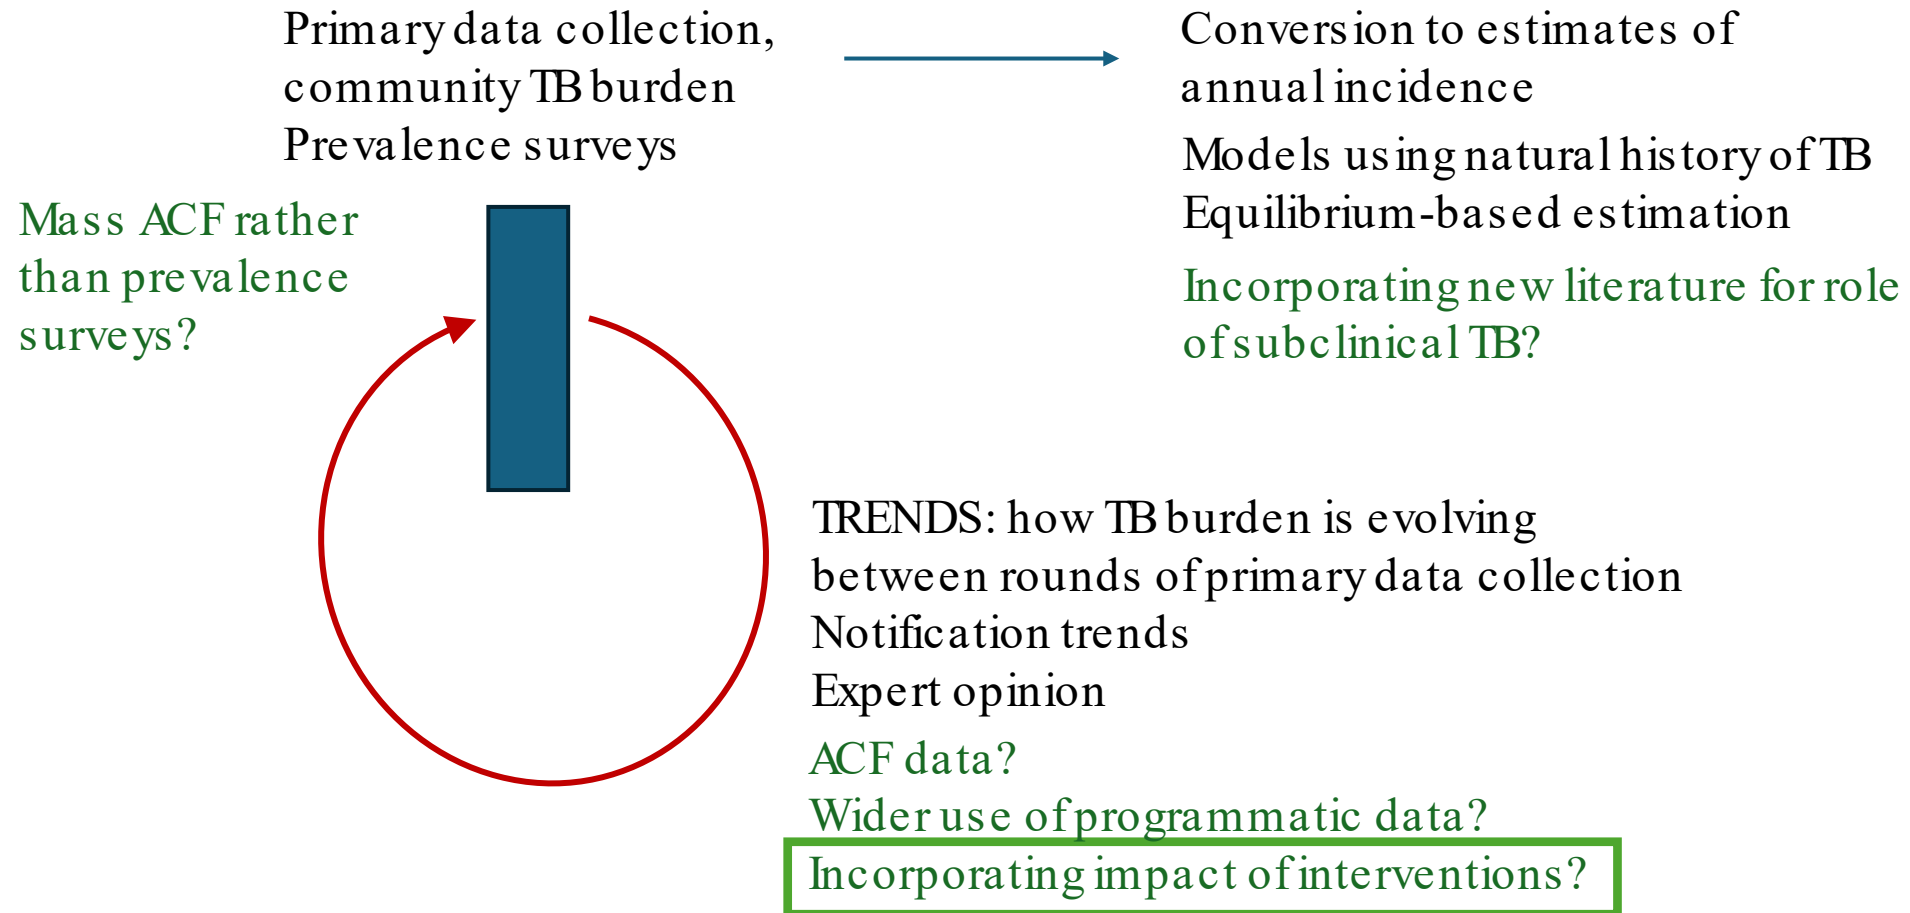 Primary data collection,
community TB burden
Prevalence surveys
Conversion to estimates of
annual incidence
Models using natural history of TB
Equilibrium-based estimation
Incorporating new literature for role
of subclinical TB?
Mass ACF rather
than prevalence
surveys?
TRENDS: how TB burden is evolving
between rounds of primary data collection
Notification trends
Expert opinion
ACF data?
Wider use of programmatic data?
Incorporating impact of interventions?